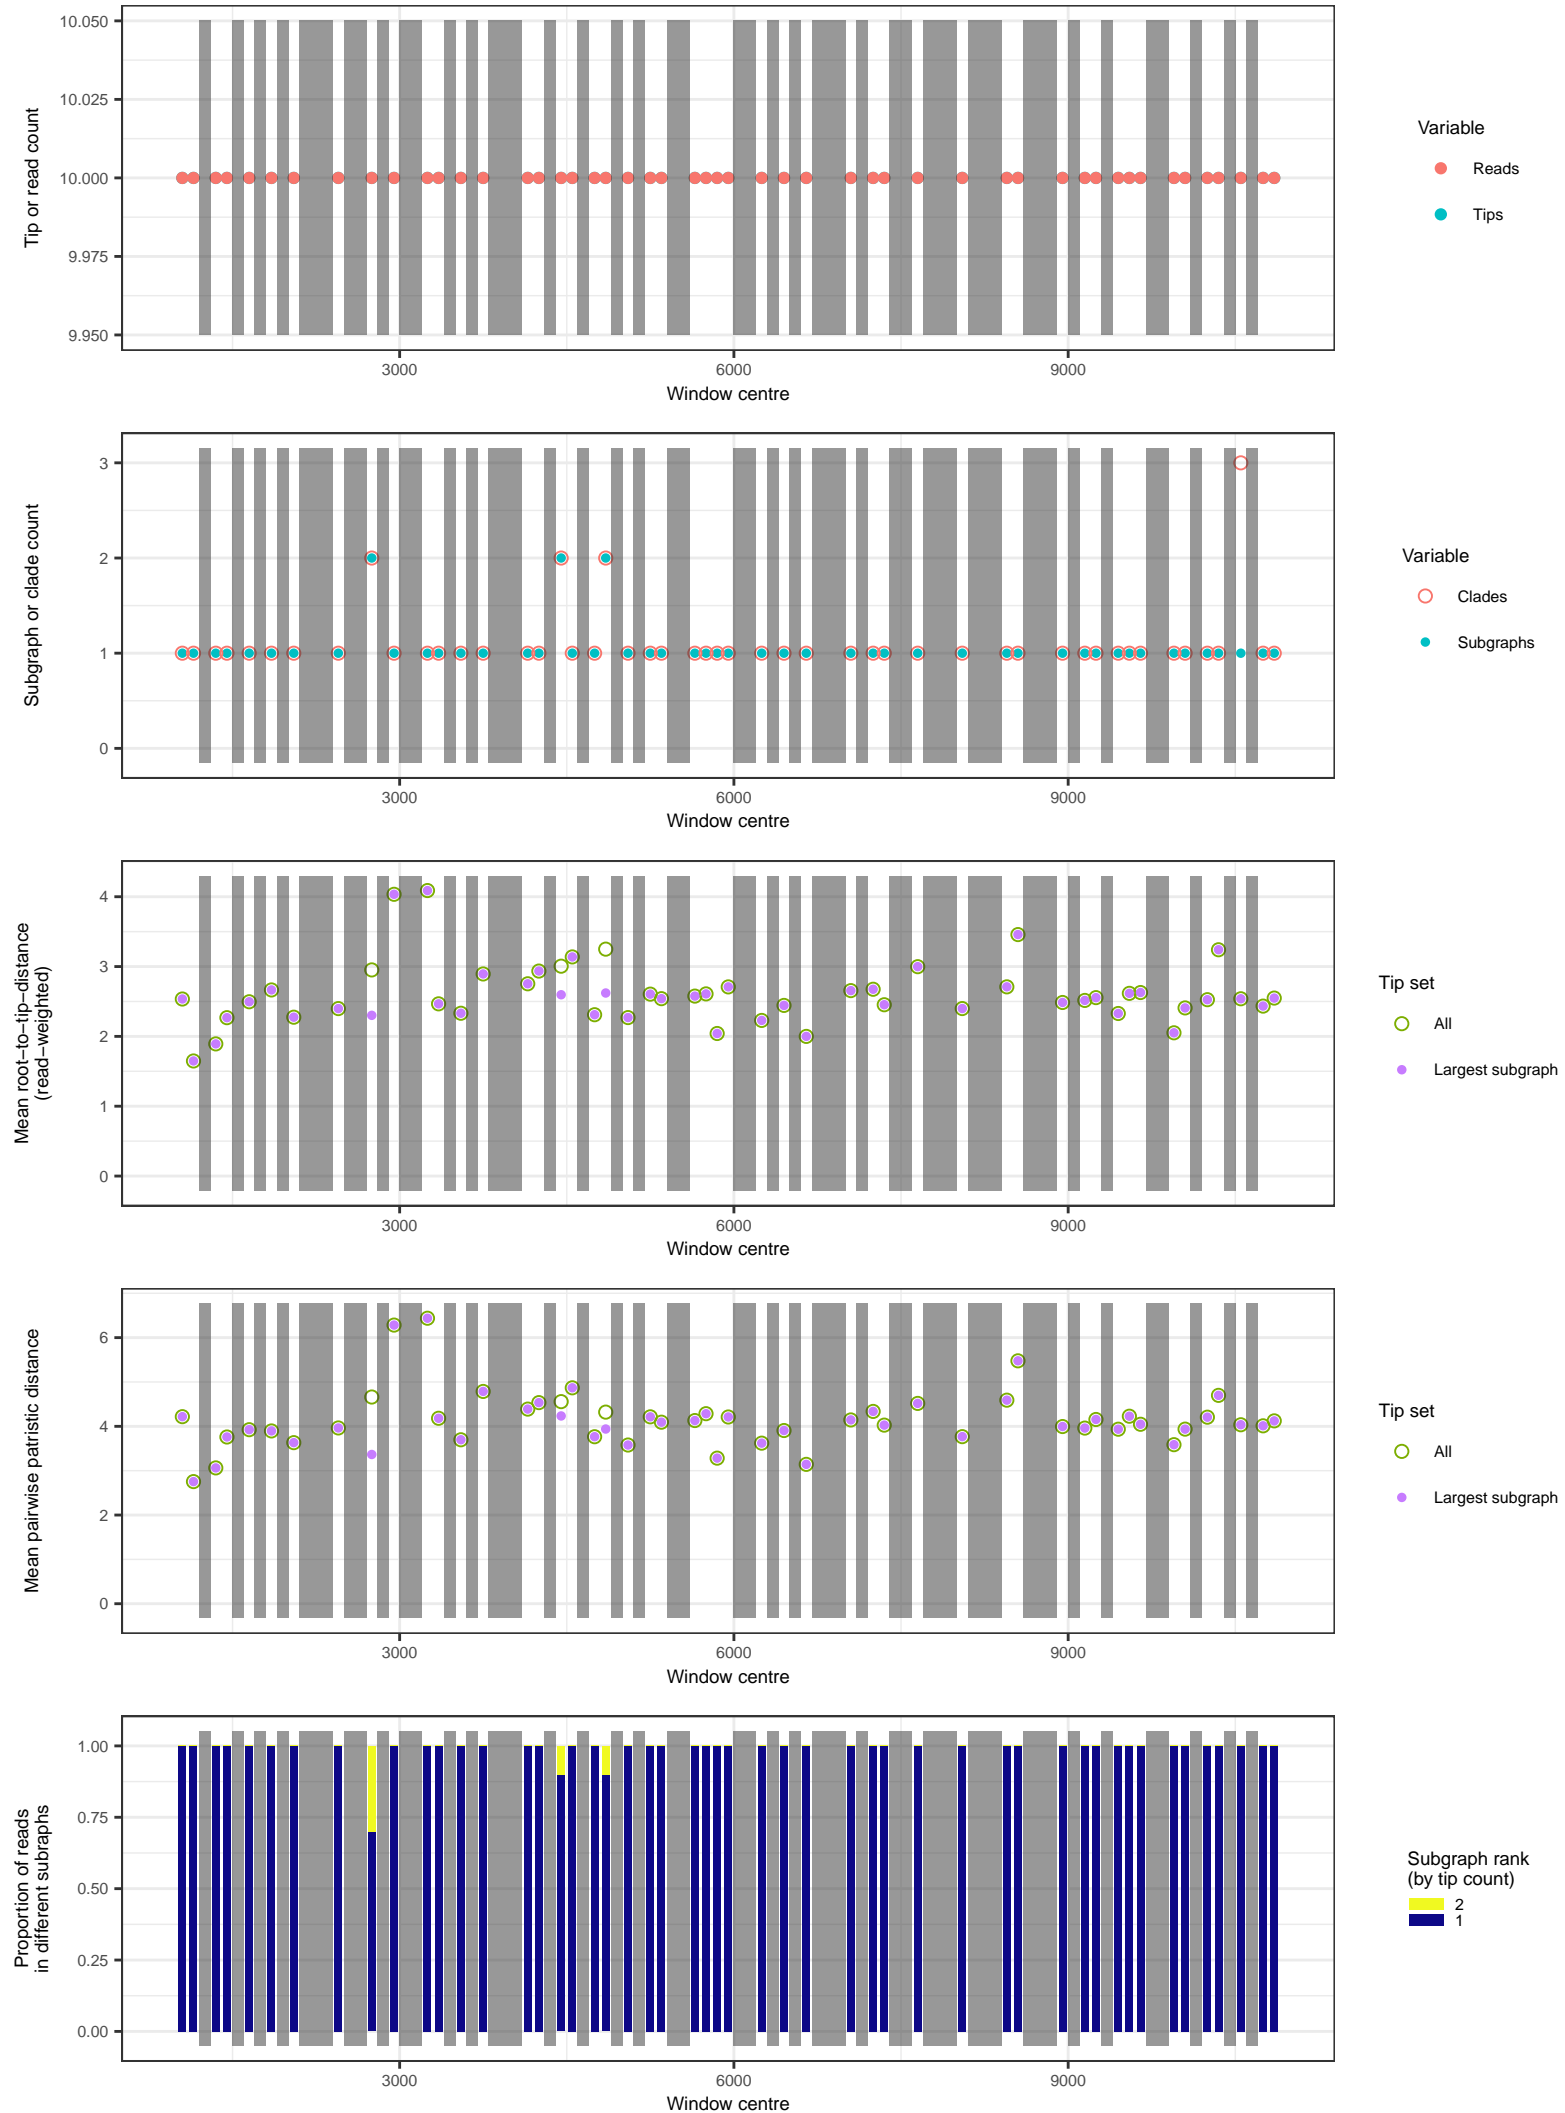 10.050
10.025
10.000
9.975
9.950
Tip or read count
3000 6000 9000
Window centre
Variable
Reads
Tips
3
2
1
0
Subgraph or clade count
3000 6000 9000
Window centre
Variable
Clades
Subgraphs
4
3
2
1
0
Mean root−to−tip−distance
(read−weighted)
3000 6000 9000
Window centre
Tip set
All
Largest subgraph
6
4
2
0
Mean pairwise patristic distance
3000 6000 9000
Window centre
Tip set
All
Largest subgraph
1.00
0.75
0.50
0.25
0.00
Proportion of reads
in different subraphs
3000 6000 9000
Window centre
Subgraph rank
(by tip count)
2
1